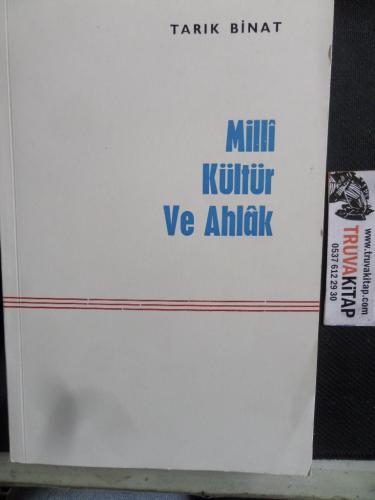 TARIK BİNAT
Millî
Kültür
Ve Ahlâk
www.truvakitap.com
TRUVAKİTAP
0537 612 29 30